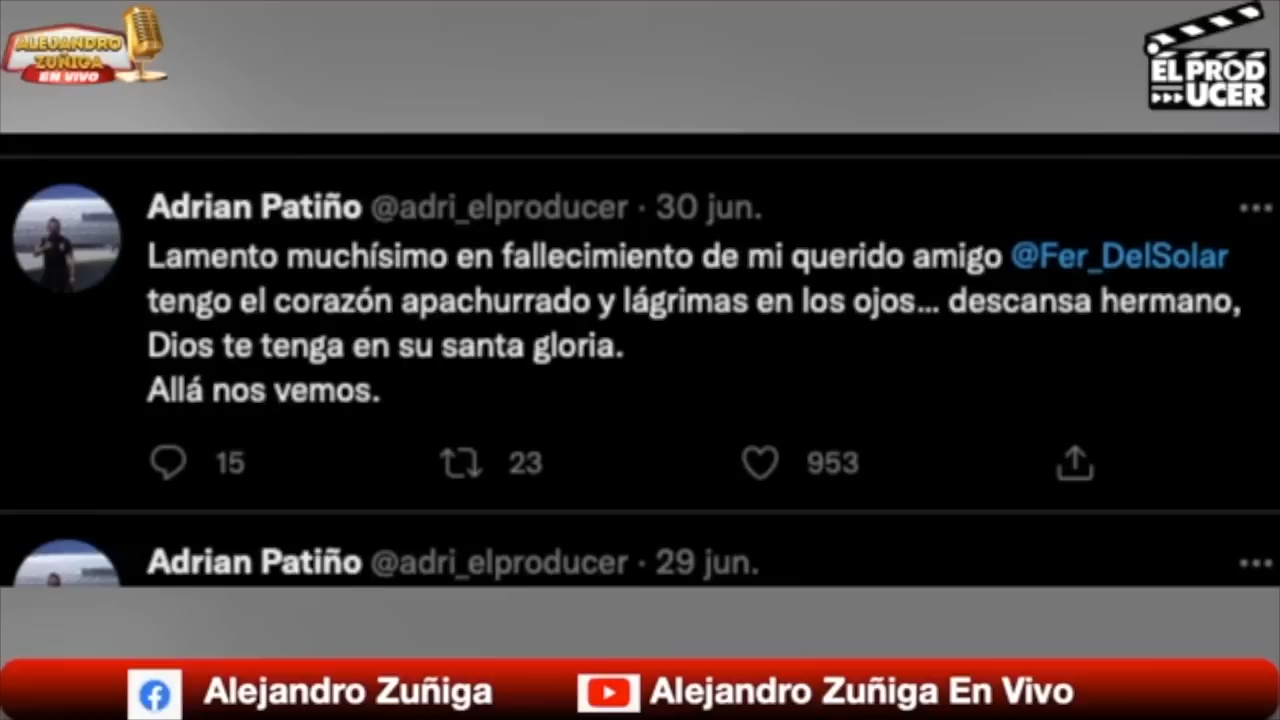 ALEJANDRO
ZUÑIGA
EN VIVO
EL PROD
UCER
Adrian Patiño @adri_elproducer · 30 jun.
Lamento muchísimo en fallecimiento de mi querido amigo @Fer_DelSolar
tengo el corazón apachurrado y lágrimas en los ojos... descansa hermano,
Dios te tenga en su santa gloria.
Allá nos vemos.
15 23 953
Adrian Patiño @adri_elproducer · 29 jun.
Alejandro Zuñiga Alejandro Zuñiga En Vivo